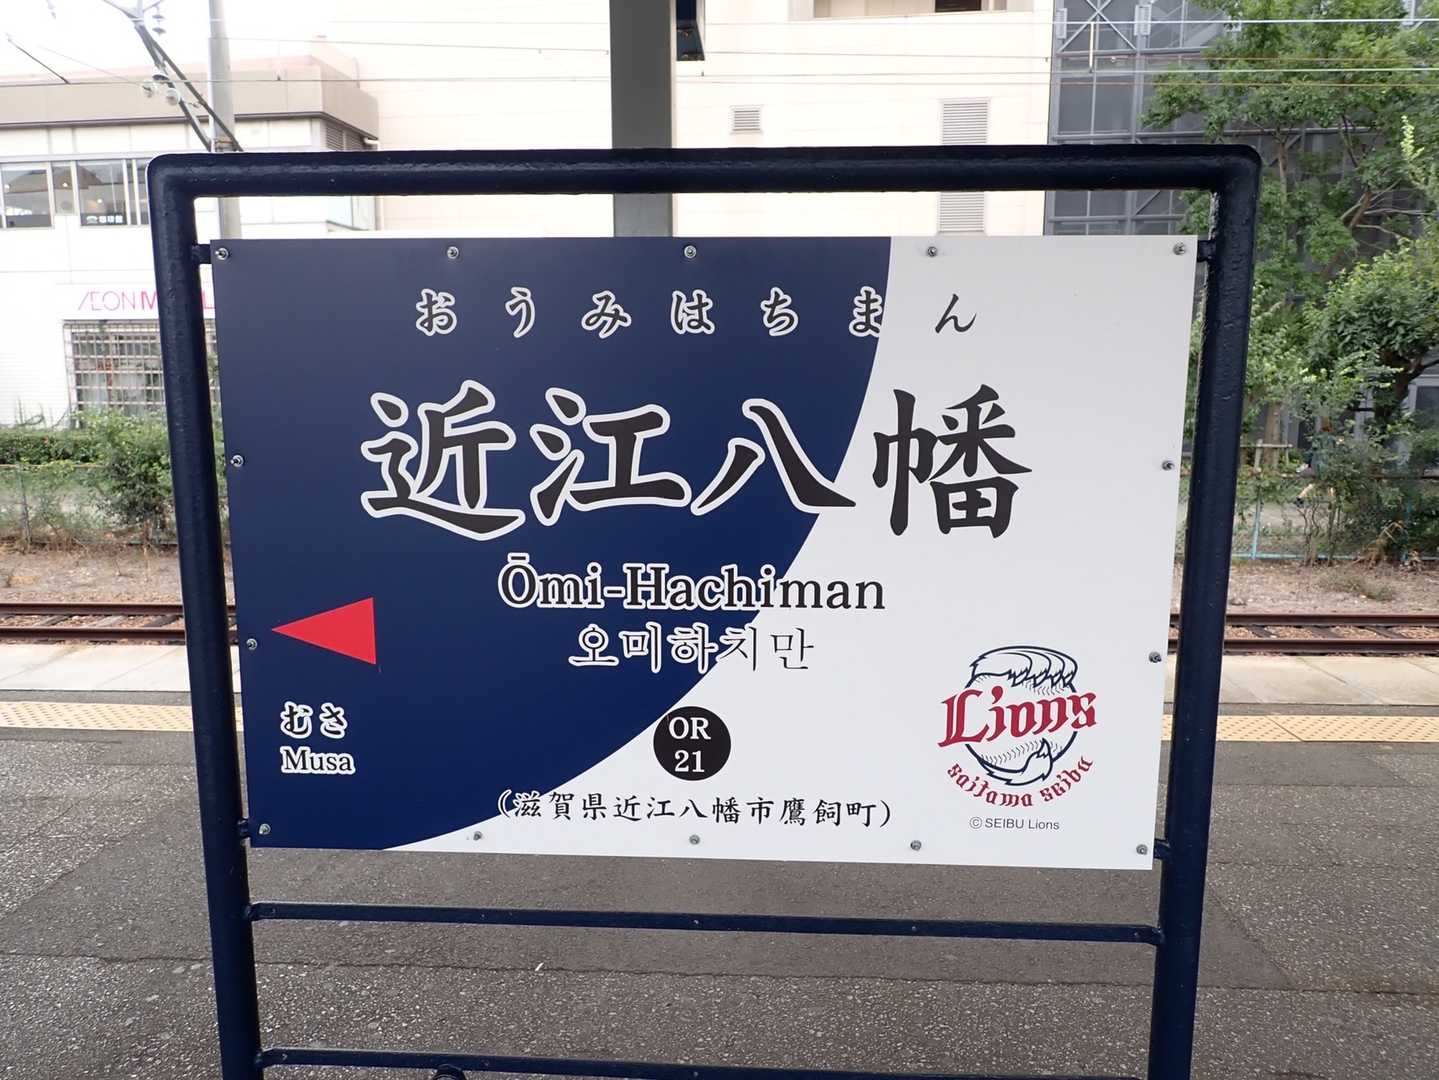 おうみはちまん
近江八幡
Ōmi-Hachiman
오미하치만
むさ
Musa
OR
21
(滋賀県近江八幡市鷹飼町)
Lions
saitama seibu
© SEIBU Lions
ÆON M L